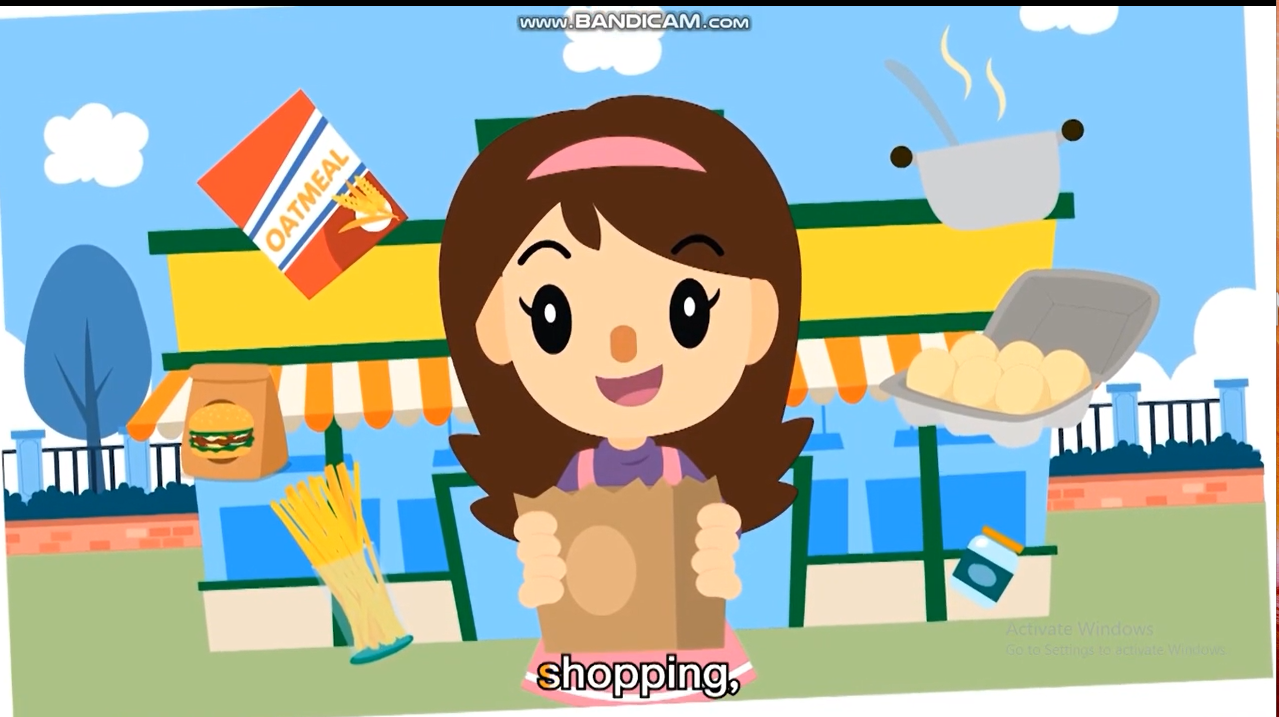 www.BANDICAM.com
OATMEAL
shopping,
Activate Windows
Go to Settings to activate Windows.